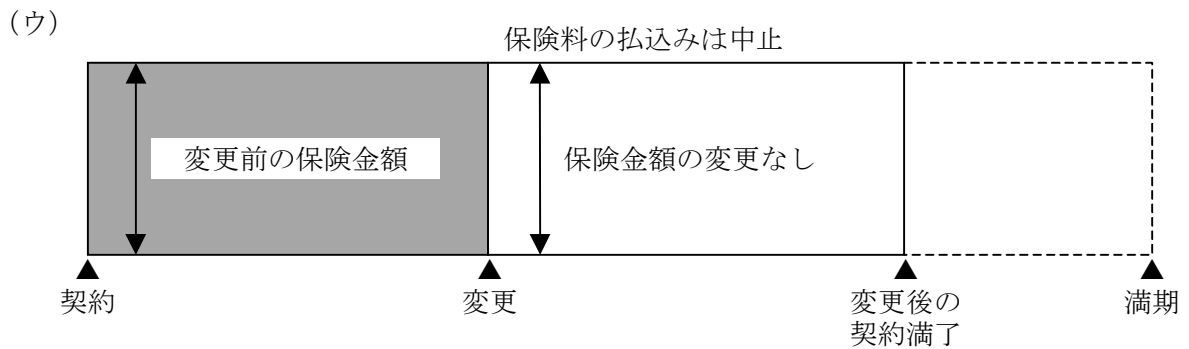 (ウ)
保険料の払込みは中止
変更前の保険金額
保険金額の変更なし
契約
変更
変更後の
契約満了
満期